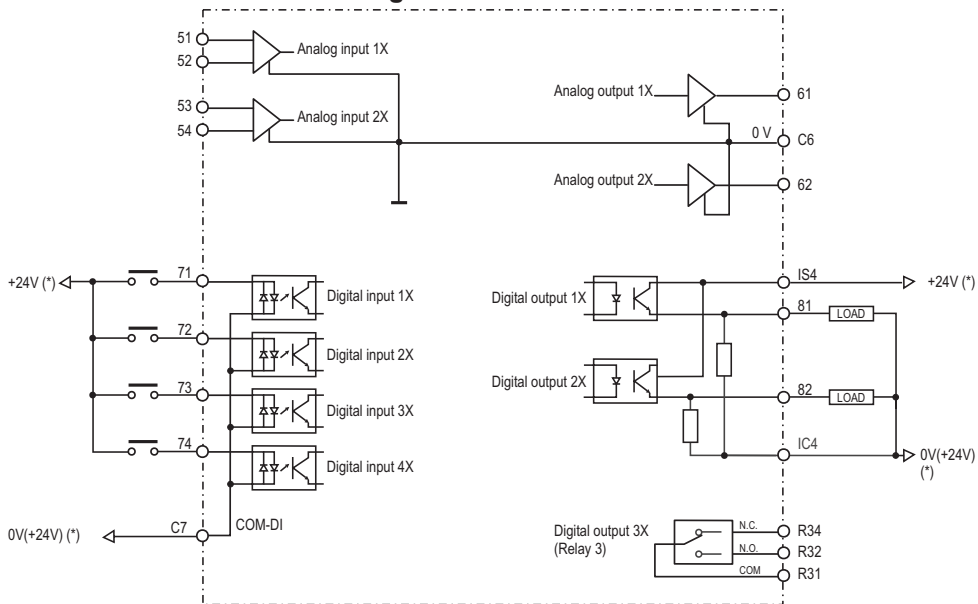 51
52
Analog input 1X
53
54
Analog input 2X
Analog output 1X
61
0 V
C6
Analog output 2X
62
+24V (*)
71
Digital input 1X
72
Digital input 2X
73
Digital input 3X
74
Digital input 4X
0V(+24V) (*)
C7
COM-DI
IS4
+24V (*)
Digital output 1X
81
LOAD
Digital output 2X
82
LOAD
IC4
0V(+24V)
(*)
Digital output 3X
(Relay 3)
N.C.
R34
N.O.
R32
COM
R31